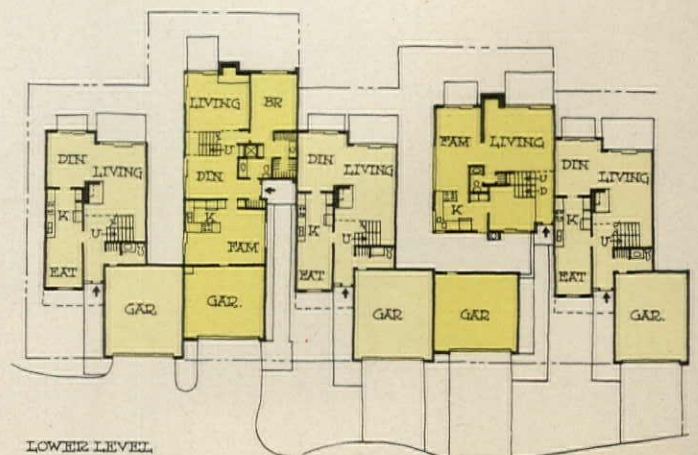 LIVING BR
DIN LIVING
U
DIN
K
U
EAT
K
FAM
GAR
GAR.
DIN LIVING
K
U
EAT
GAR
FAM LIVING
U
D
K
GAR
DIN LIVING
K
U
EAT
GAR.
LOWER LEVEL